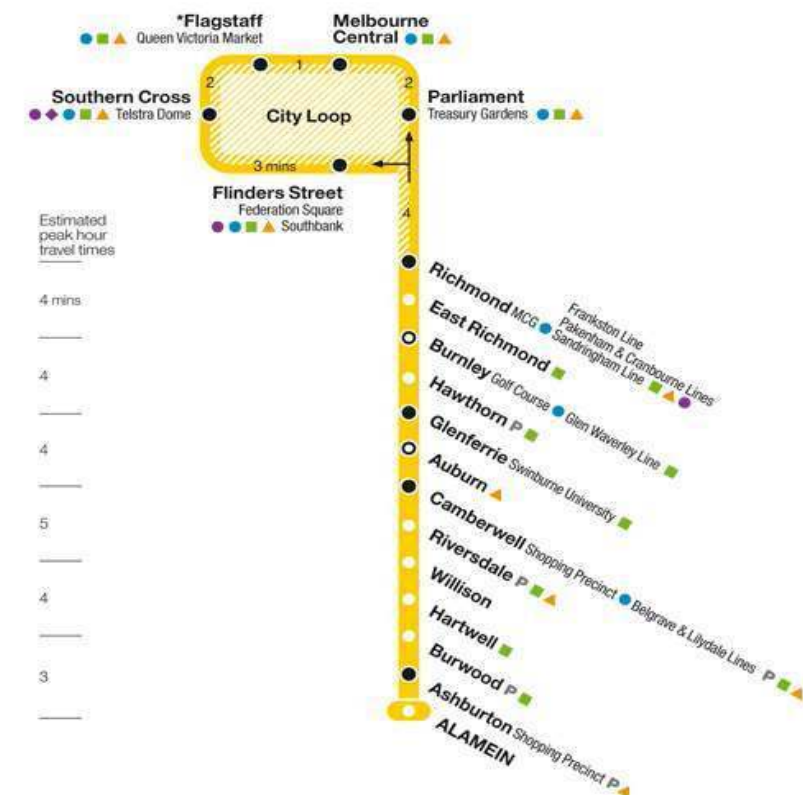 *Flagstaff
Queen Victoria Market
Melbourne
Central
2
1
2
Southern Cross
Telstra Dome
City Loop
Parliament
Treasury Gardens
3 mins
Flinders Street
Federation Square
Southbank
4
Estimated
peak hour
travel times
4 mins
4
4
5
4
3
Richmond MCG
Frankston Line
Pakenham & Cranbourne Lines
Sandringham Line
East Richmond
Burnley Golf Course Glen Waverley Line
Hawthorn P
Glenferrie Swinburne University
Auburn
Camberwell Shopping Precinct Belgrave & Lilydale Lines P
Riversdale P
Willison
Hartwell
Burwood P
Ashburton Shopping Precinct P
ALAMEIN